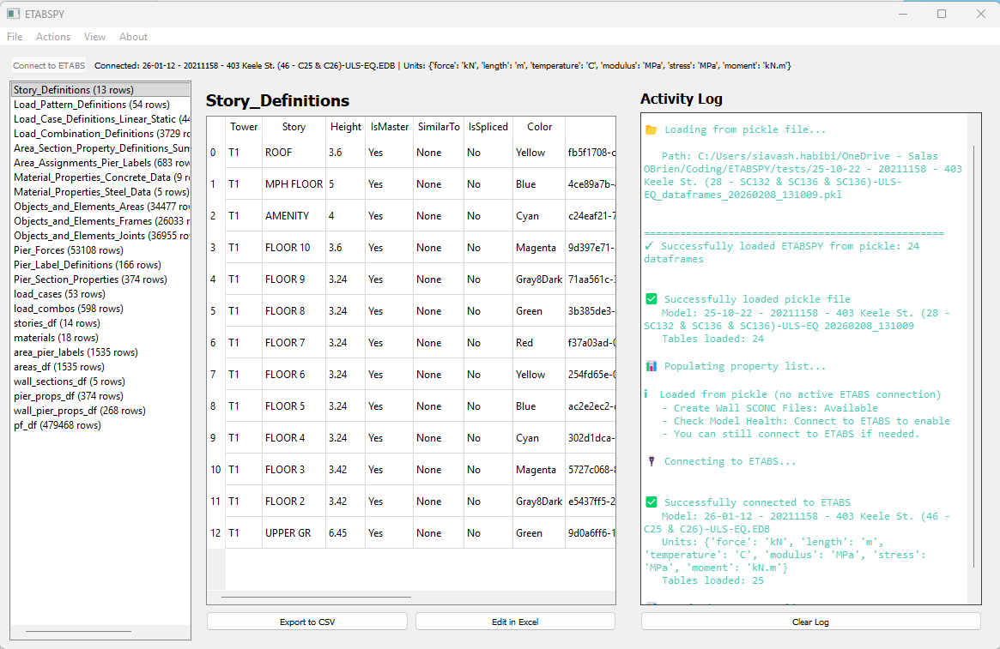 ETABSPY
File Actions View About
Connect to ETABS Connected: 26-01-12 - 20211158 - 403 Keele St. (46 - C25 & C26)-ULS-EQ.EDB | Units: {'force': 'kN', 'length': 'm', 'temperature': 'C', 'modulus': 'MPa', 'stress': 'MPa', 'moment': 'kN.m'}
Story_Definitions (13 rows)
Load_Pattern_Definitions (54 rows)
Load_Case_Definitions_Linear_Static (44
Load_Combination_Definitions (3729 ro
Area_Section_Property_Definitions_Sum
Area_Assignments_Pier_Labels (683 row
Material_Properties_Concrete_Data (9 ro
Material_Properties_Steel_Data (5 rows)
Objects_and_Elements_Areas (34477 row
Objects_and_Elements_Frames (26033 r
Objects_and_Elements_Joints (36955 row
Pier_Forces (53108 rows)
Pier_Label_Definitions (166 rows)
Pier_Section_Properties (374 rows)
load_cases (53 rows)
load_combos (598 rows)
stories_df (14 rows)
materials (18 rows)
area_pier_labels (1535 rows)
areas_df (1535 rows)
wall_sections_df (5 rows)
pier_props_df (374 rows)
wall_pier_props_df (268 rows)
pf_df (479468 rows)
Story_Definitions
Tower Story Height IsMaster SimilarTo IsSpliced Color
0 T1 ROOF 3.6 Yes None No Yellow fb5f1708-c
1 T1 MPH FLOOR 5 Yes None No Blue 4ce89a7b-
2 T1 AMENITY 4 Yes None No Cyan c24eaf21-7
3 T1 FLOOR 10 3.6 Yes None No Magenta 9d397e71-
4 T1 FLOOR 9 3.24 Yes None No Gray8Dark 71aa561c-
5 T1 FLOOR 8 3.24 Yes None No Green 3b385de3-
6 T1 FLOOR 7 3.24 Yes None No Red f37a03ad-0
7 T1 FLOOR 6 3.24 Yes None No Yellow 254fd65e-0
8 T1 FLOOR 5 3.24 Yes None No Blue ac2e2ec2-
9 T1 FLOOR 4 3.24 Yes None No Cyan 302d1dca-
10 T1 FLOOR 3 3.42 Yes None No Magenta 5727c068-8
11 T1 FLOOR 2 3.42 Yes None No Gray8Dark e5437ff5-2
12 T1 UPPER GR 6.45 Yes None No Green 9d0a6ff6-1
Export to CSV Edit in Excel
Activity Log
Loading from pickle file...
Path: C:/Users/siavash.habibi/OneDrive - Salas
OBrien/Coding/ETABSPY/tests/25-10-22 - 20211158 - 403
Keele St. (28 - SC132 & SC136 & SC136)-ULS-
EQ_dataframes_20260208_131009.pkl
==================================================
✓ Successfully loaded ETABSPY from pickle: 24
dataframes
✅ Successfully loaded pickle file
Model: 25-10-22 - 20211158 - 403 Keele St. (28 -
SC132 & SC136 & SC136)-ULS-EQ 20260208_131009
Tables loaded: 24
Populating property list...
ℹ Loaded from pickle (no active ETABS connection)
- Create Wall SCONC Files: Available
- Check Model Health: Connect to ETABS to enable
- You can still connect to ETABS if needed.
Connecting to ETABS...
✅ Successfully connected to ETABS
Model: 26-01-12 - 20211158 - 403 Keele St. (46 -
C25 & C26)-ULS-EQ.EDB
Units: {'force': 'kN', 'length': 'm',
'temperature': 'C', 'modulus': 'MPa', 'stress':
'MPa', 'moment': 'kN.m'}
Tables loaded: 25
Clear Log